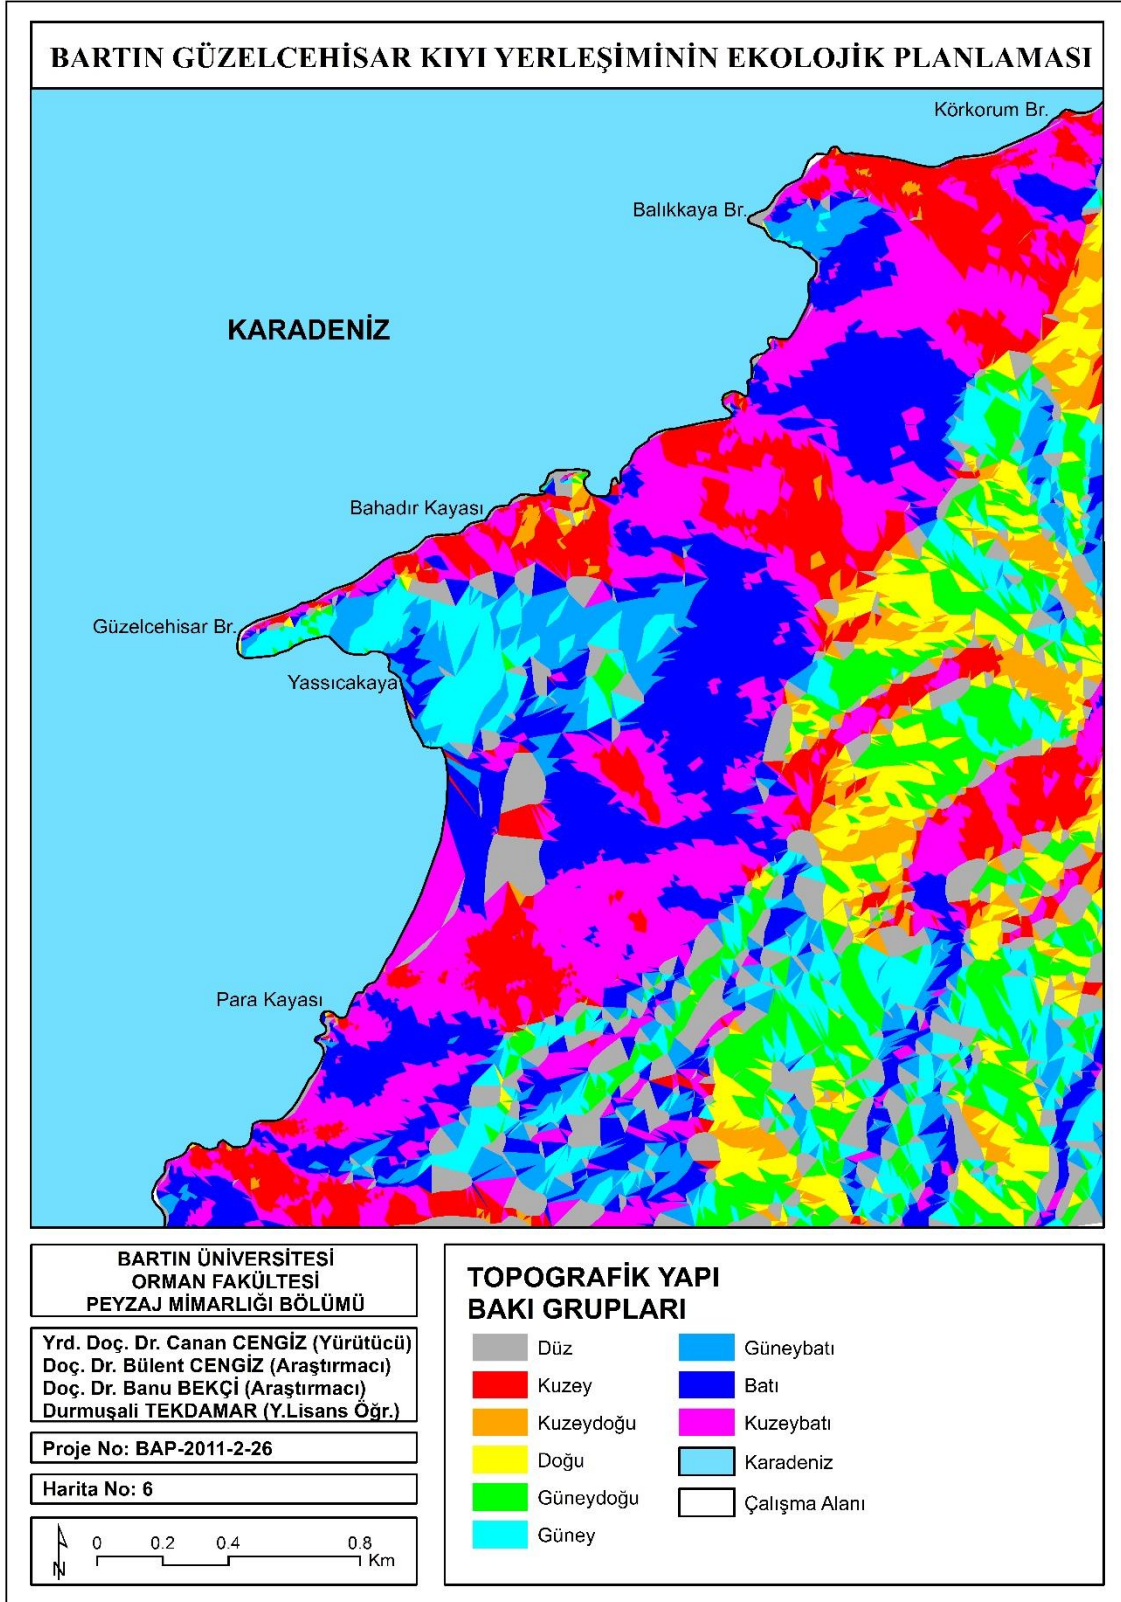 BARTIN GÜZELCEHİSAR KIYI YERLEŞİMİNİN EKOLOJİK PLANLAMASI
Körkorum Br.
Balıkkaya Br.
KARADENİZ
Bahadır Kayası
Güzelcehisar Br.
Yassıcakaya
Para Kayası
BARTIN ÜNİVERSİTESİ
ORMAN FAKÜLTESİ
PEYZAJ MİMARLIĞI BÖLÜMÜ
Yrd. Doç. Dr. Canan CENGİZ (Yürütücü)
Doç. Dr. Bülent CENGİZ (Araştırmacı)
Doç. Dr. Banu BEKÇİ (Araştırmacı)
Durmuşali TEKDAMAR (Y.Lisans Öğr.)
Proje No: BAP-2011-2-26
Harita No: 6
N
0 0.2 0.4 0.8
Km
TOPOGRAFİK YAPI
BAKI GRUPLARI
Düz
Kuzey
Kuzeydoğu
Doğu
Güneydoğu
Güney
Güneybatı
Batı
Kuzeybatı
Karadeniz
Çalışma Alanı